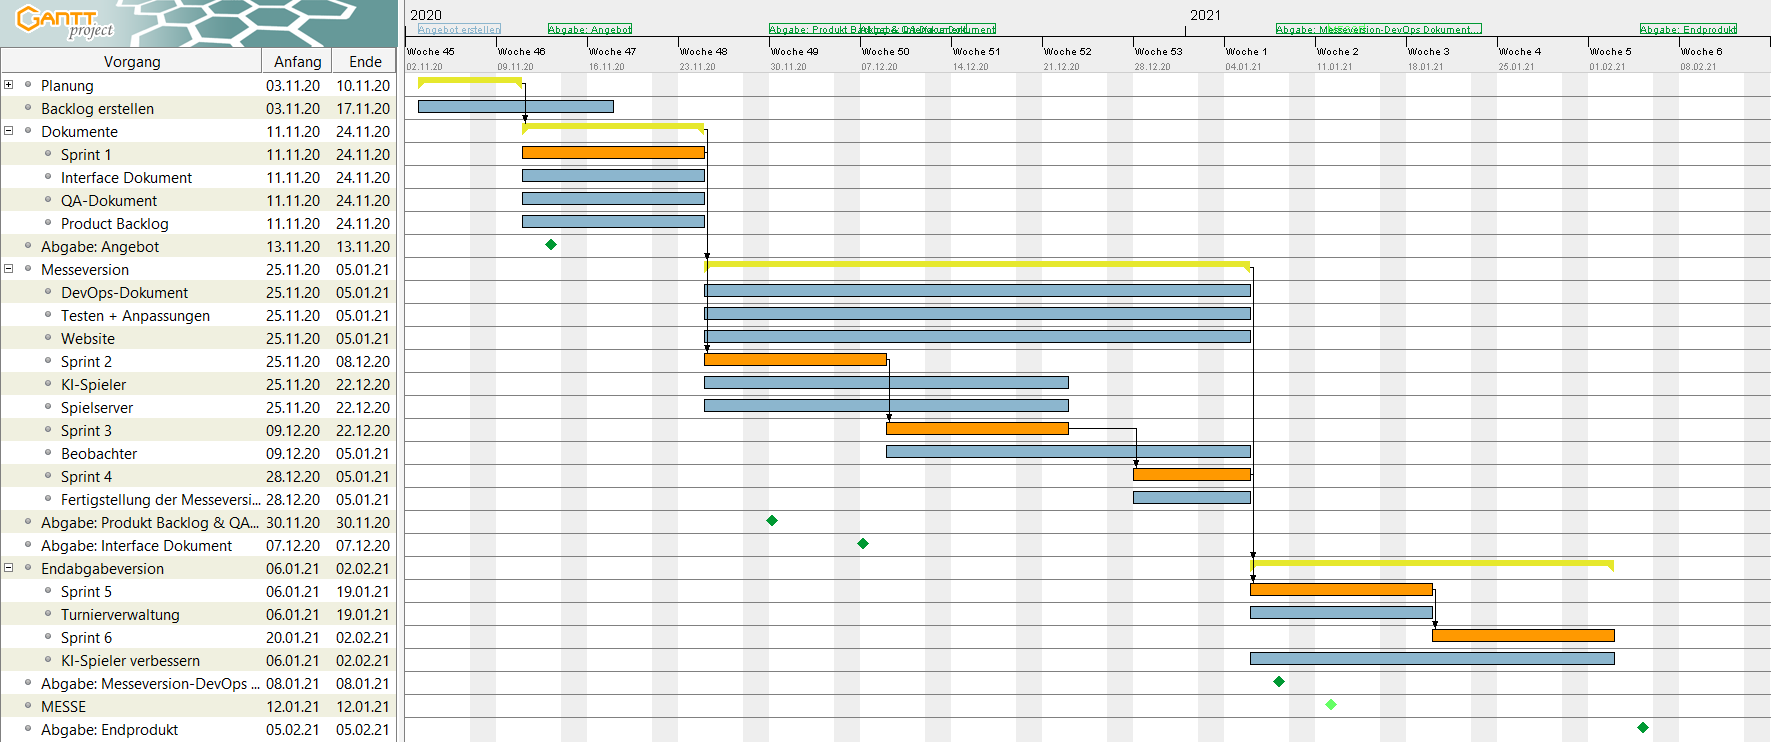 GANTT
project
2020
2021
Angebot erstellen
Abgabe: Angebot
Abgabe: Produkt
Abgabe: Messeversion-DevOps Dokument...
Abgabe: Endprodukt
Woche 45 Woche 46 Woche 47 Woche 48 Woche 49 Woche 50 Woche 51 Woche 52 Woche 53 Woche 1 Woche 2 Woche 3 Woche 4 Woche 5 Woche 6
02.11.20 09.11.20 16.11.20 23.11.20 30.11.20 07.12.20 14.12.20 21.12.20 28.12.20 04.01.21 11.01.21 18.01.21 25.01.21 01.02.21 08.02.21
Vorgang Anfang Ende
Planung 03.11.20 10.11.20
Backlog erstellen 03.11.20 17.11.20
Dokumente 11.11.20 24.11.20
Sprint 1 11.11.20 24.11.20
Interface Dokument 11.11.20 24.11.20
QA-Dokument 11.11.20 24.11.20
Product Backlog 11.11.20 24.11.20
Abgabe: Angebot 13.11.20 13.11.20
Messeversion 25.11.20 05.01.21
DevOps-Dokument 25.11.20 05.01.21
Testen + Anpassungen 25.11.20 05.01.21
Website 25.11.20 05.01.21
Sprint 2 25.11.20 08.12.20
KI-Spieler 25.11.20 22.12.20
Spielserver 25.11.20 22.12.20
Sprint 3 09.12.20 22.12.20
Beobachter 09.12.20 05.01.21
Sprint 4 28.12.20 05.01.21
Fertigstellung der Messeversi... 28.12.20 05.01.21
Abgabe: Produkt Backlog & QA... 30.11.20 30.11.20
Abgabe: Interface Dokument 07.12.20 07.12.20
Endabgabeversion 06.01.21 02.02.21
Sprint 5 06.01.21 19.01.21
Turnierverwaltung 06.01.21 19.01.21
Sprint 6 20.01.21 02.02.21
KI-Spieler verbessern 06.01.21 02.02.21
Abgabe: Messeversion-DevOps ... 08.01.21 08.01.21
MESSE 12.01.21 12.01.21
Abgabe: Endprodukt 05.02.21 05.02.21